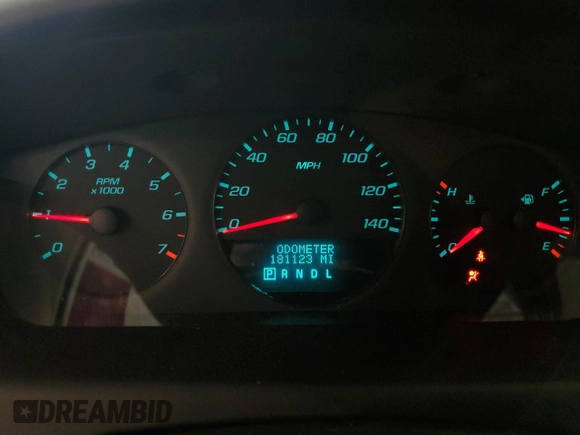 0 1 2 3 4 5 6 7
RPM
x1000
0 20 40 60 80 100 120 140
MPH
ODOMETER
181123 MI
P R N D L
H C
F E
DREAMBID